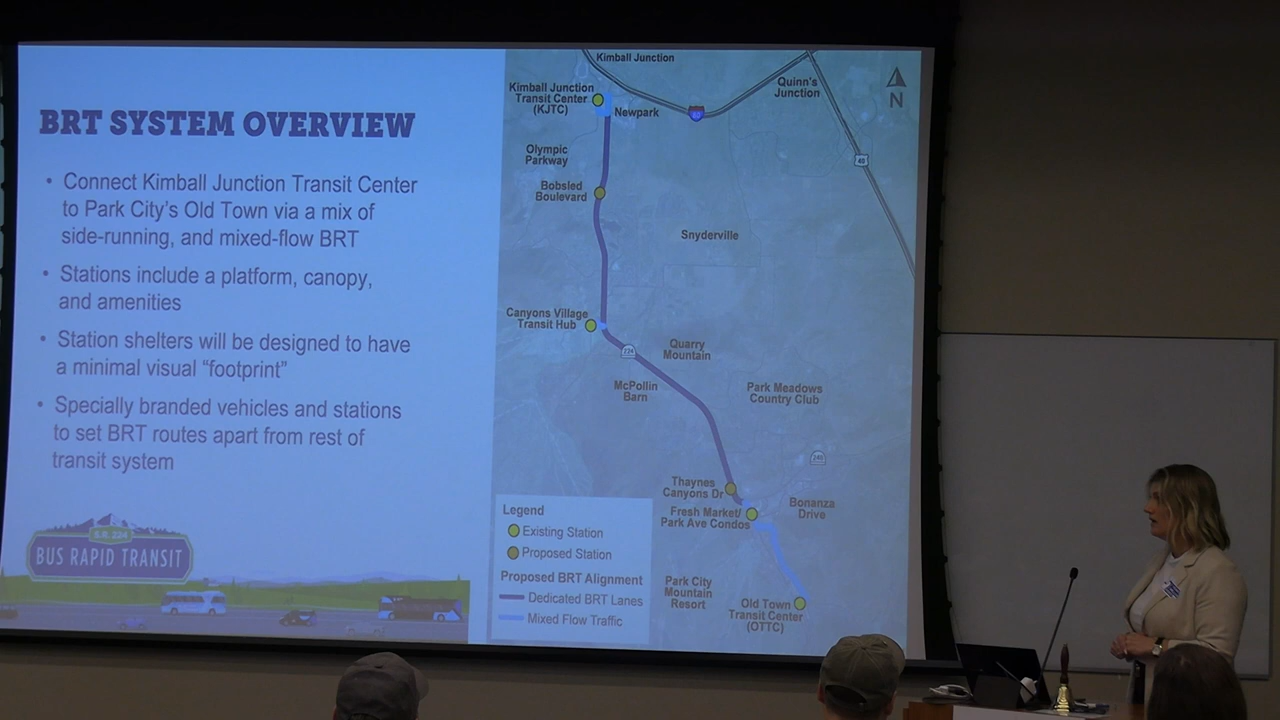 BRT SYSTEM OVERVIEW
• Connect Kimball Junction Transit Center
to Park City's Old Town via a mix of
side-running, and mixed-flow BRT
• Stations include a platform, canopy,
and amenities
• Station shelters will be designed to have
a minimal visual “footprint”
• Specially branded vehicles and stations
to set BRT routes apart from rest of
transit system
S.R. 224
BUS RAPID TRANSIT
Kimball Junction
Kimball Junction
Transit Center
(KJTC)
Newpark
Quinn's
Junction
N
80
40
Olympic
Parkway
Bobsled
Boulevard
Snyderville
Canyons Village
Transit Hub
224
Quarry
Mountain
McPollin
Barn
Park Meadows
Country Club
248
Thaynes
Canyons Dr
Fresh Market/
Park Ave Condos
Bonanza
Drive
Park City
Mountain
Resort
Old Town
Transit Center
(OTTC)
Legend
Existing Station
Proposed Station
Proposed BRT Alignment
Dedicated BRT Lanes
Mixed Flow Traffic